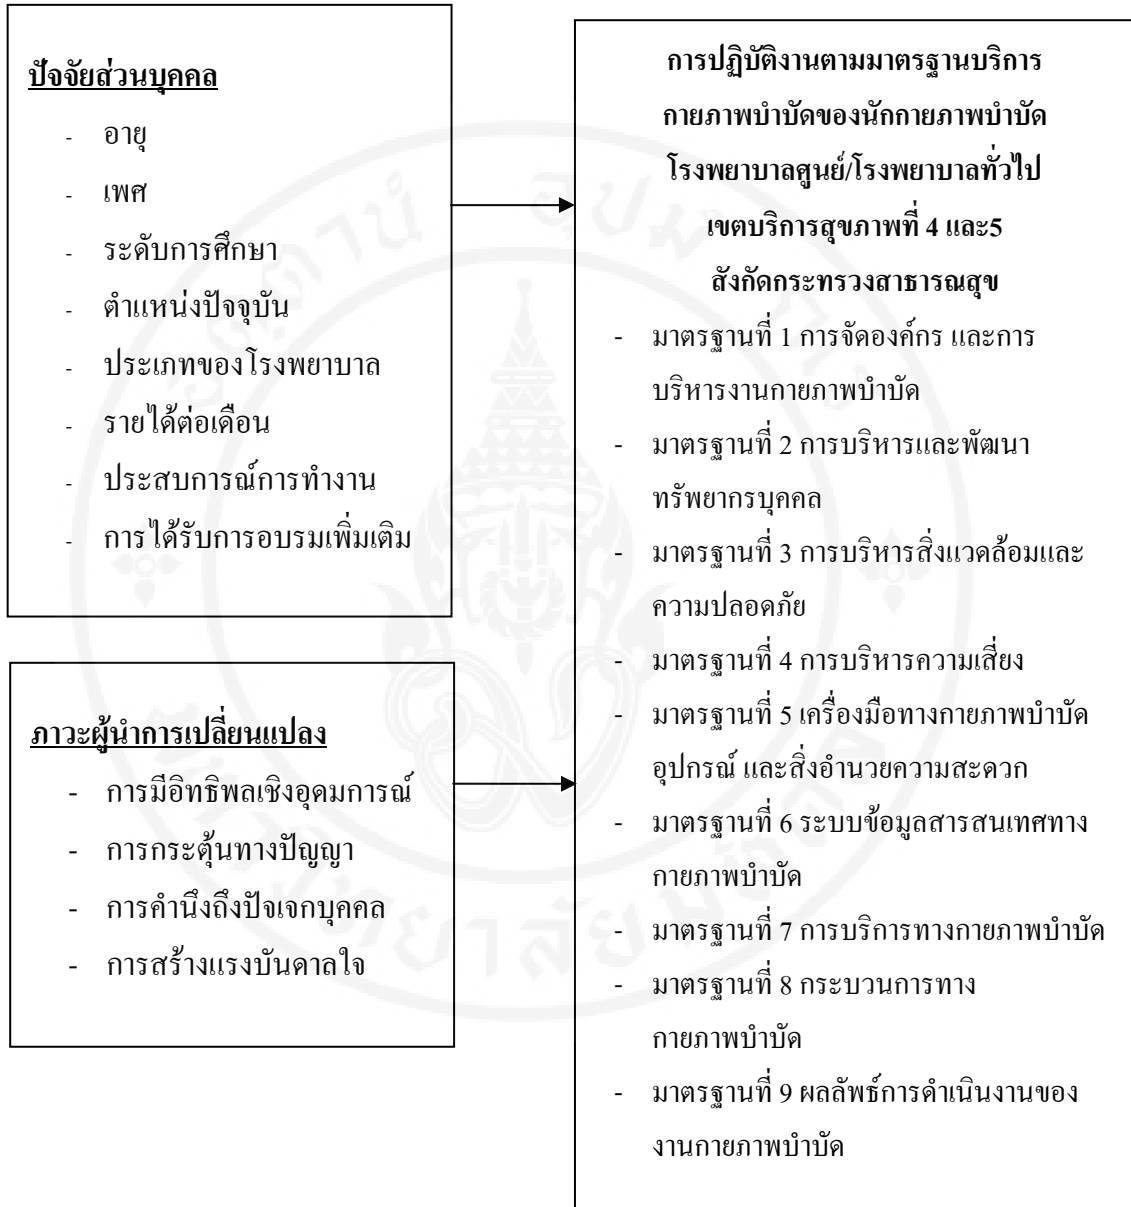 ปัจจัยส่วนบุคคล
- อายุ
- เพศ
- ระดับการศึกษา
- ตำแหน่งปัจจุบัน
- ประเภทของโรงพยาบาล
- รายได้ต่อเดือน
- ประสบการณ์การทำงาน
- การได้รับการอบรมเพิ่มเติม
ภาวะผู้นำการเปลี่ยนแปลง
- การมีอิทธิพลเชิงอุดมการณ์
- การกระตุ้นทางปัญญา
- การคำนึงถึงปัจเจกบุคคล
- การสร้างแรงบันดาลใจ
การปฏิบัติงานตามมาตรฐานบริการ
กายภาพบำบัดของนักกายภาพบำบัด
โรงพยาบาลศูนย์/โรงพยาบาลทั่วไป
เขตบริการสุขภาพที่ 4 และ5
สังกัดกระทรวงสาธารณสุข
- มาตรฐานที่ 1 การจัดองค์กร และการ
บริหารงานกายภาพบำบัด
- มาตรฐานที่ 2 การบริหารและพัฒนา
ทรัพยากรบุคคล
- มาตรฐานที่ 3 การบริหารสิ่งแวดล้อมและ
ความปลอดภัย
- มาตรฐานที่ 4 การบริหารความเสี่ยง
- มาตรฐานที่ 5 เครื่องมือทางกายภาพบำบัด
อุปกรณ์ และสิ่งอำนวยความสะดวก
- มาตรฐานที่ 6 ระบบข้อมูลสารสนเทศทาง
กายภาพบำบัด
- มาตรฐานที่ 7 การบริการทางกายภาพบำบัด
- มาตรฐานที่ 8 กระบวนการทาง
กายภาพบำบัด
- มาตรฐานที่ 9 ผลลัพธ์การดำเนินงานของ
งานกายภาพบำบัด